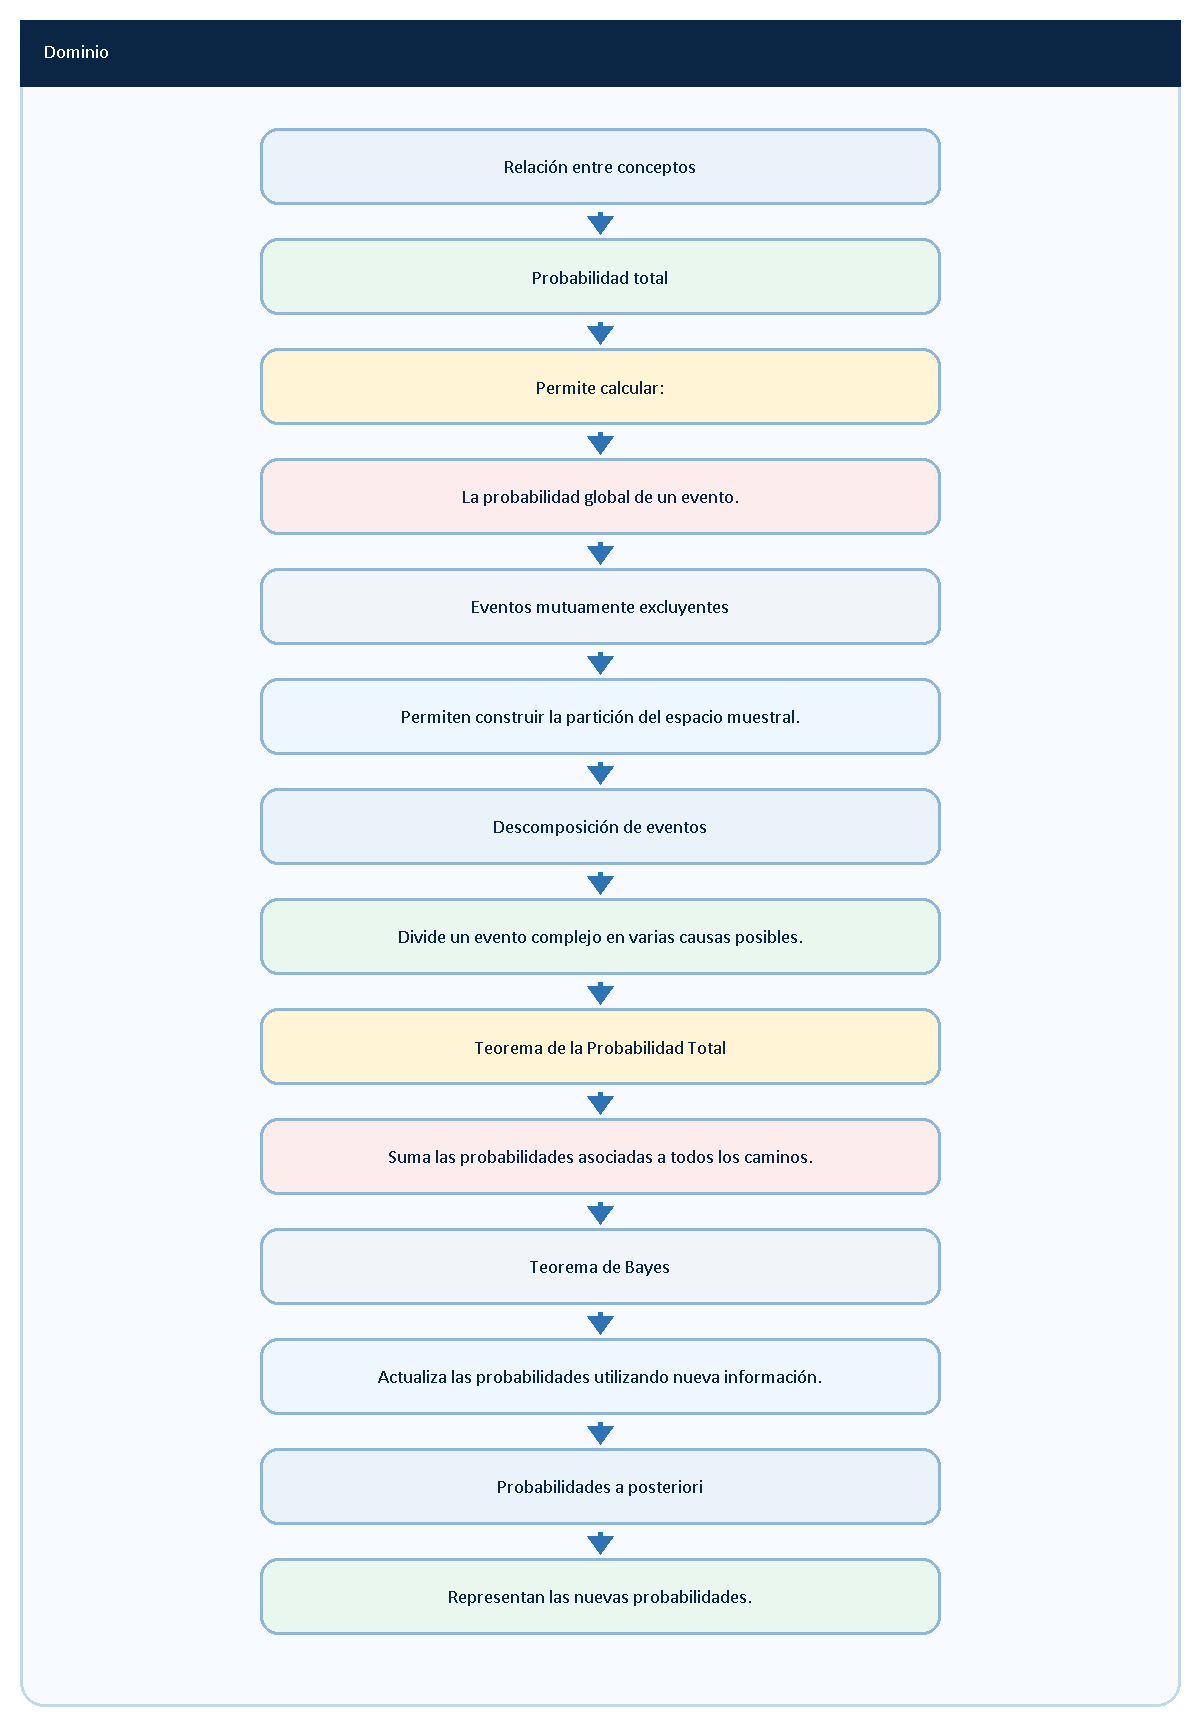 Dominio
Relación entre conceptos
Probabilidad total
Permite calcular:
La probabilidad global de un evento.
Eventos mutuamente excluyentes
Permiten construir la partición del espacio muestral.
Descomposición de eventos
Divide un evento complejo en varias causas posibles.
Teorema de la Probabilidad Total
Suma las probabilidades asociadas a todos los caminos.
Teorema de Bayes
Actualiza las probabilidades utilizando nueva información.
Probabilidades a posteriori
Representan las nuevas probabilidades.